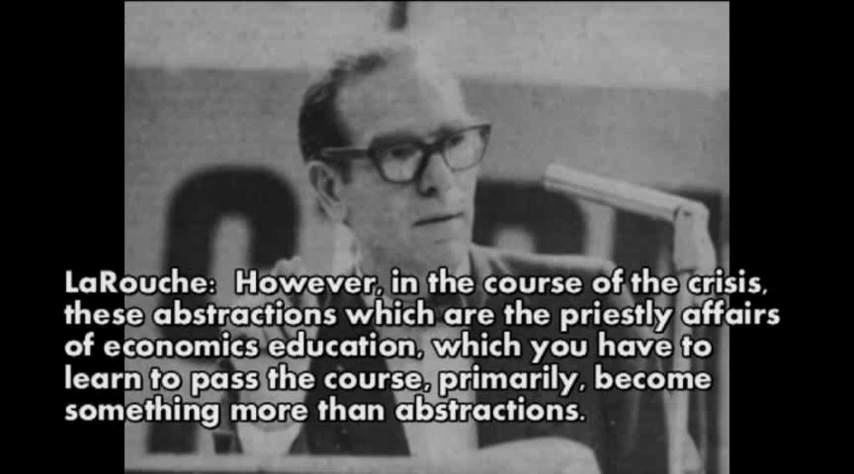 LaRouche:  However, in the course of the crisis,
these abstractions which are the priestly affairs
of economics education, which you have to
learn to pass the course, primarily, become
something more than abstractions.